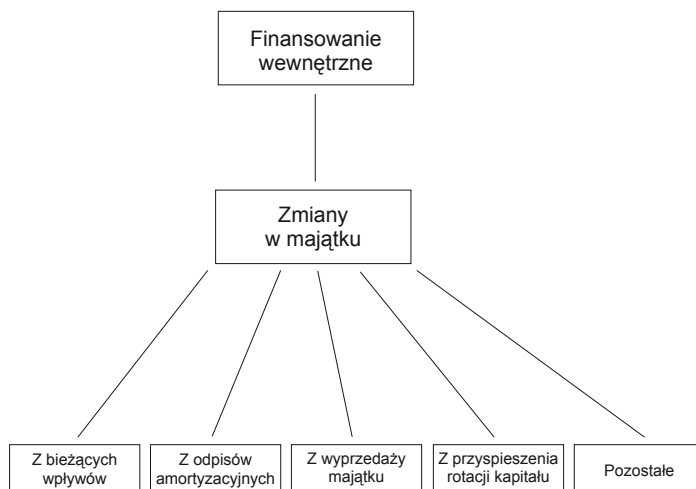 Finansowanie
wewnętrzne
Zmiany
w majątku
Z bieżących
wpływów
Z odpisów
amortyzacyjnych
Z wyprzedaży
majątku
Z przyspieszenia
rotacji kapitału
Pozostałe